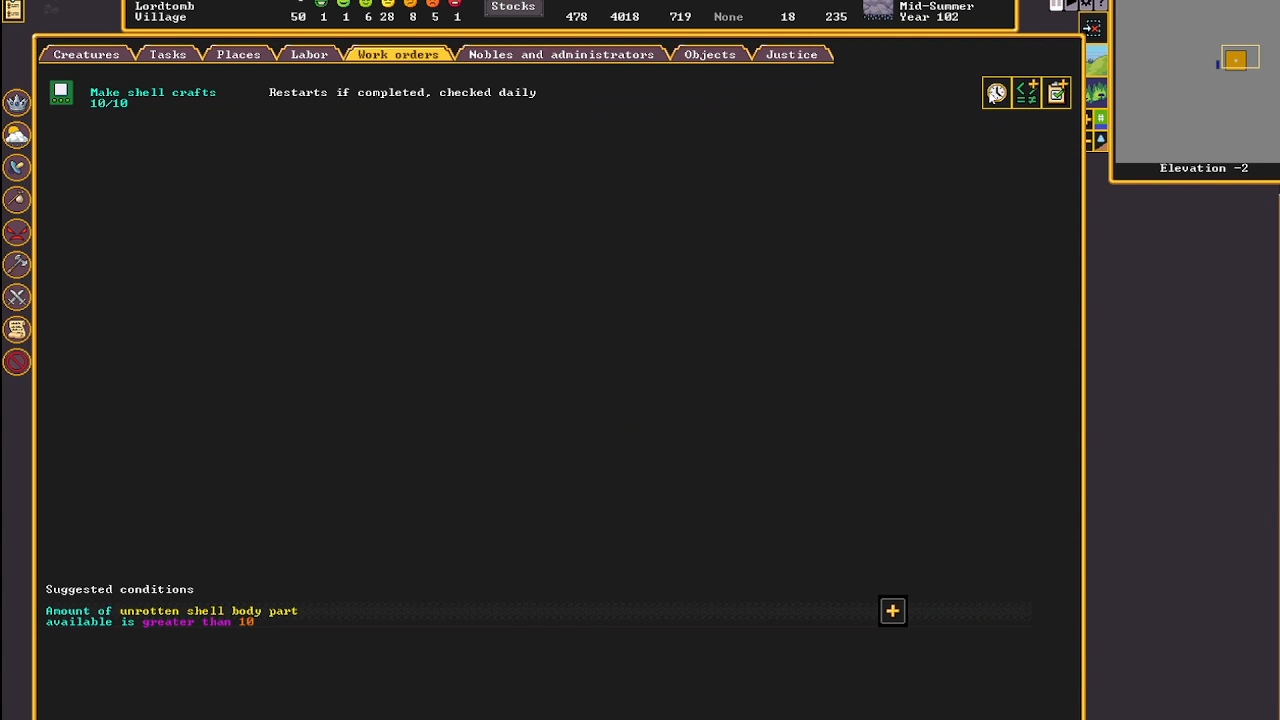 Lordtomb
Village
50 1 1 6 28 8 5 1
Stocks
478 4018 719 None 18 235
Mid-Summer
Year 102
Creatures Tasks Places Labor Work orders Nobles and administrators Objects Justice
Make shell crafts Restarts if completed, checked daily
10/10
Elevation -2
Suggested conditions
Amount of unrotten shell body part
available is greater than 10